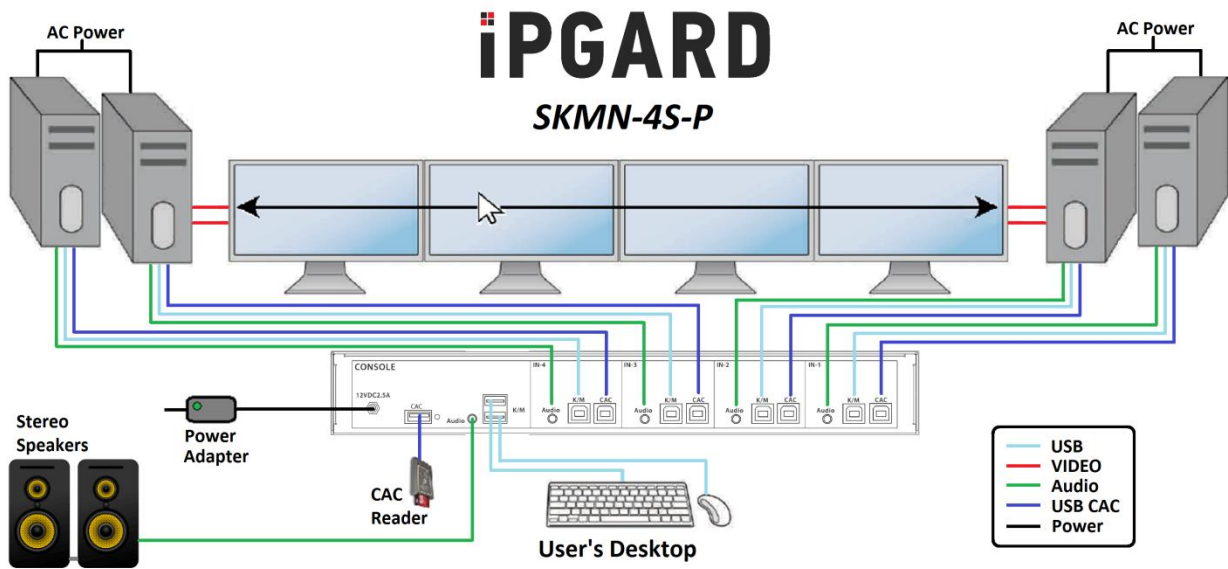 AC Power
iPGARD
AC Power
SKMN-4S-P
CONSOLE
IN-4
IN-3
IN-2
IN-1
12VDC2.5A
CAC
Audio
K/M
Audio
K/M
CAC
Audio
K/M
CAC
Audio
K/M
CAC
Audio
K/M
CAC
Stereo
Speakers
Power
Adapter
CAC
Reader
User's Desktop
USB
VIDEO
Audio
USB CAC
Power